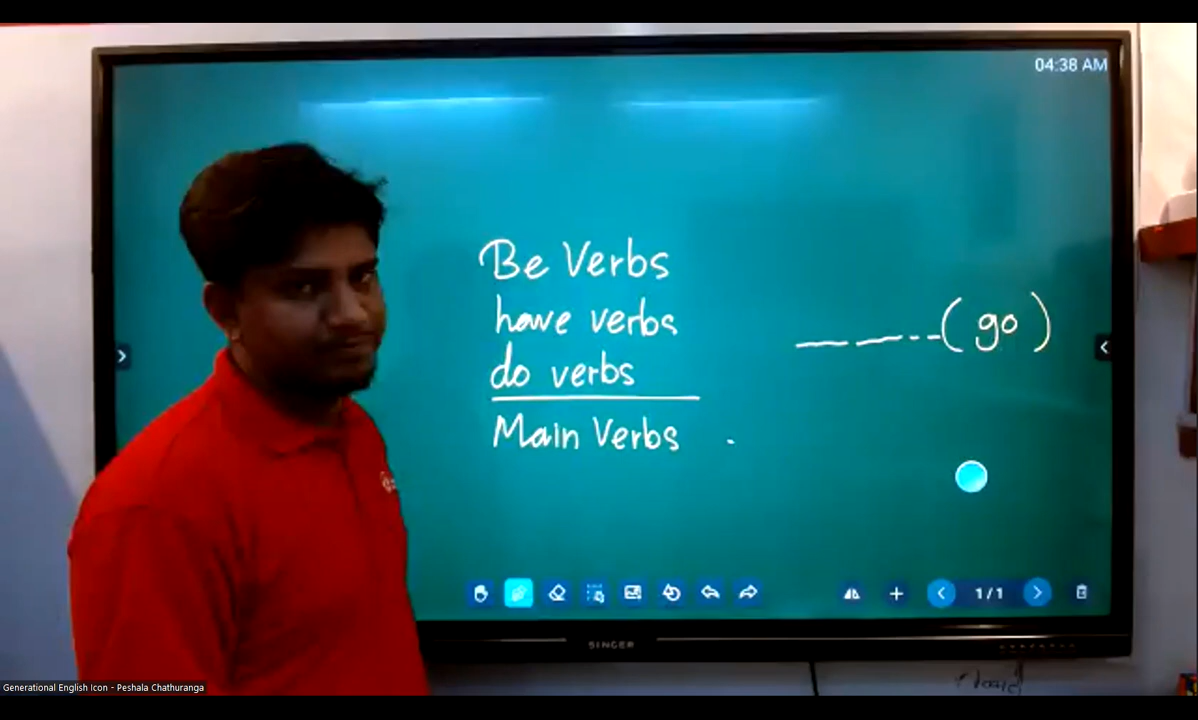 04:38 AM
Be Verbs
have verbs
do verbs
Main Verbs
(go)
1/1
SINGER
Generational English Icon - Peshala Chathuranga